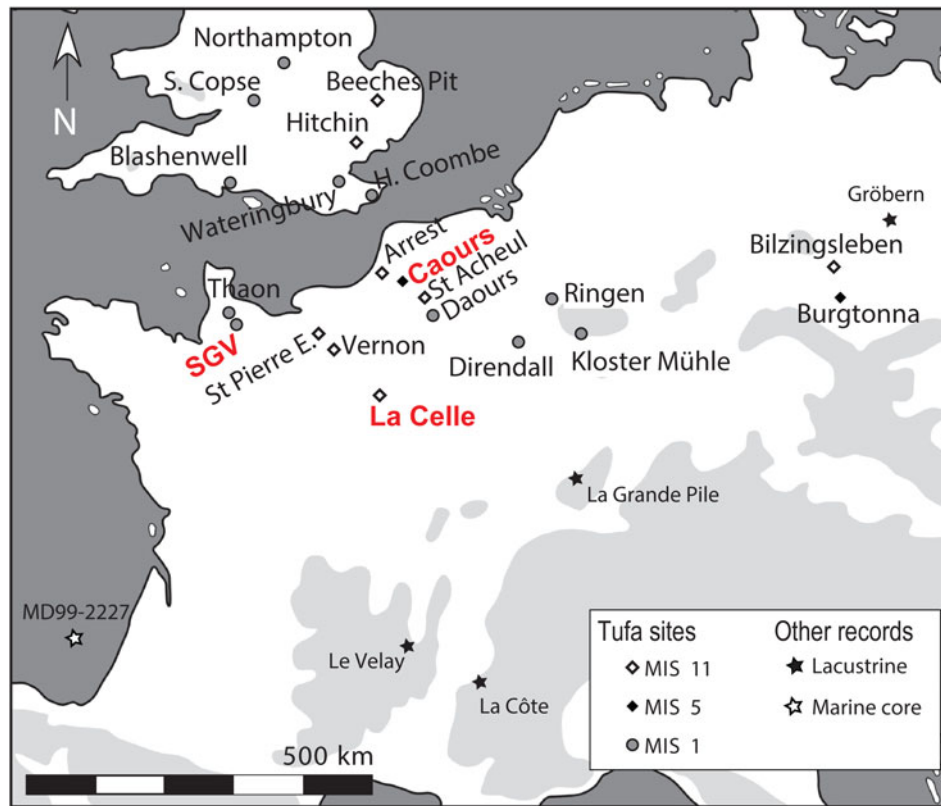 Northampton
S. Copse
Beeches Pit
N
Hitchin
Blashenwell
H. Coombe
Wateringbury
Gröbern
Arrest
Caours
Bilzingsleben
St Acheul
Thaon
Daours
Ringen
Burgtonna
SGV
St Pierre E.
Vernon
Direndall
Kloster Mühle
La Celle
La Grande Pile
MD99-2227
Le Velay
La Côte
Tufa sites
Other records
MIS 11
Lacustrine
MIS 5
Marine core
MIS 1
500 km